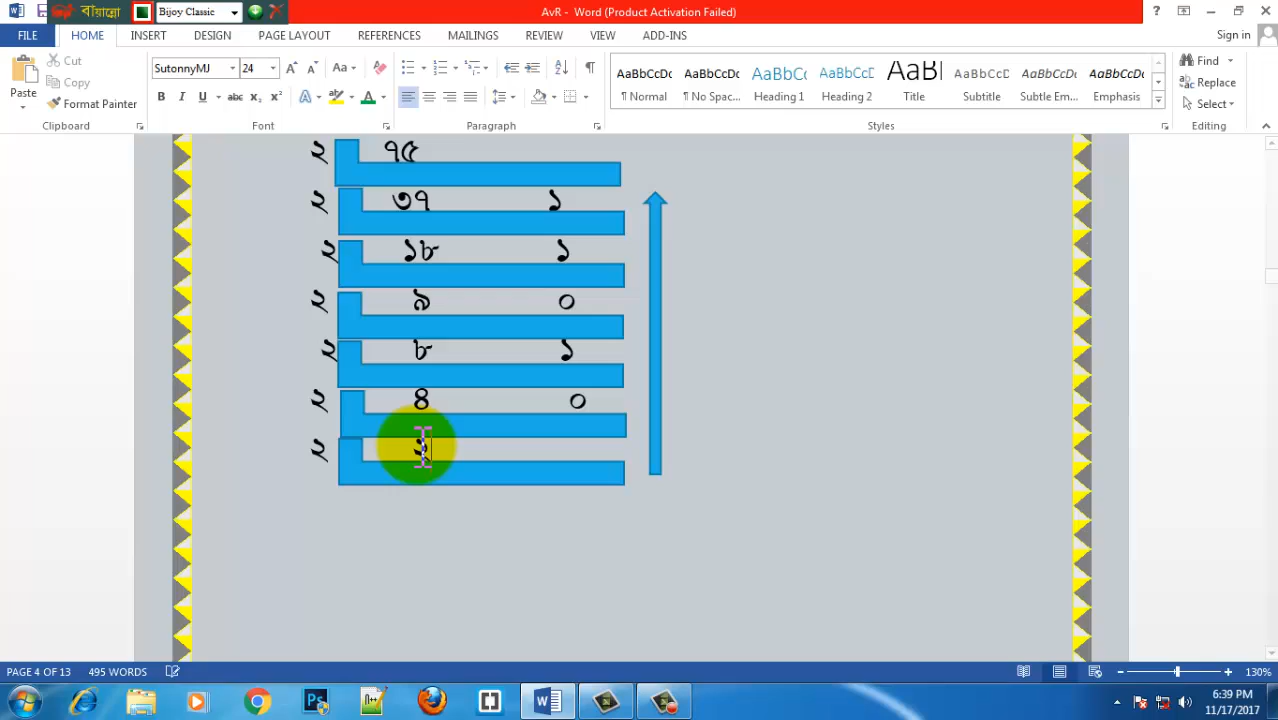 বায়ান্নো Bijoy Classic AvR - Word (Product Activation Failed)
FILE HOME INSERT DESIGN PAGE LAYOUT REFERENCES MAILINGS REVIEW VIEW ADD-INS Sign in
Paste Cut Copy Format Painter
SutonnyMJ 24
AaBbCcDc AaBbCcDc AaBbCc AaBbCcD AaBl AaBbCcD AaBbCcDc AaBbCcDc
¶ Normal ¶ No Spac... Heading 1 Heading 2 Title Subtitle Subtle Em... Emphasis
Find Replace Select
Clipboard Font Paragraph Styles Editing
২ ৭৫
২ ৩৭ ১
২ ১৮ ১
২ ৯ ০
২ ৮ ১
২ ৪ ০
২ ২
PAGE 4 OF 13 495 WORDS 130%
6:39 PM
11/17/2017